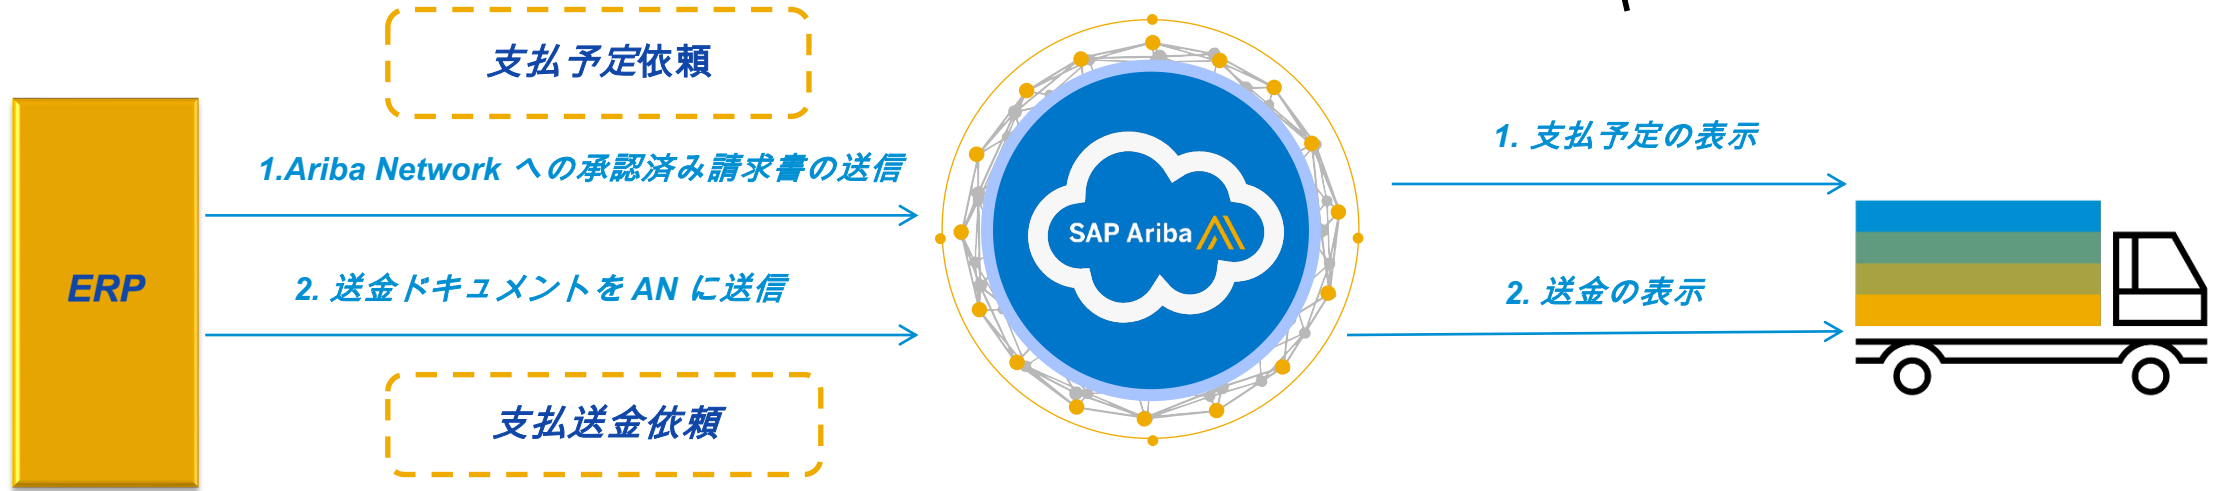 支払予定依頼
1.Ariba Network への承認済み請求書の送信
ERP
2. 送金ドキュメントを AN に送信
支払送金依頼
SAP Ariba
1. 支払予定の表示
2. 送金の表示